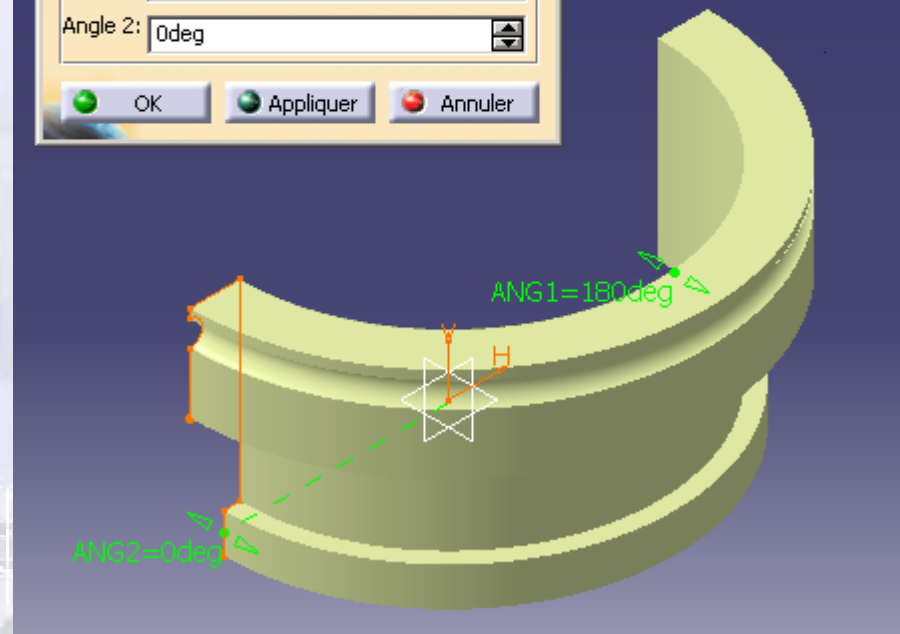 Angle 2: 0deg
OK Appliquer Annuler
ANG1=180deg
V
H
ANG2=0deg